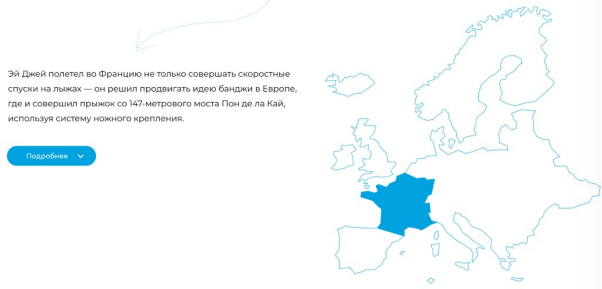 Эй Джей полетел во Францию не только совершать скоростные
спуски на лыжах — он решил продвигать идею банджи в Европе,
где и совершил прыжок со 147-метрового моста Пон де ла Кай,
используя систему ножного крепления.
Подробнее